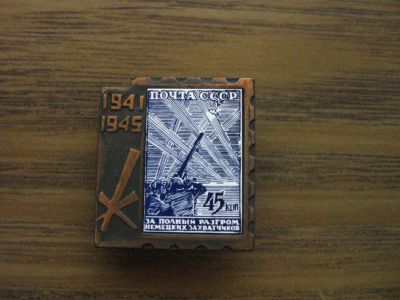 1941
1945
ПОЧТА СССР
45 коп
ЗА ПОЛНЫЙ РАЗГРОМ
НЕМЕЦКИХ ЗАХВАТЧИКОВ